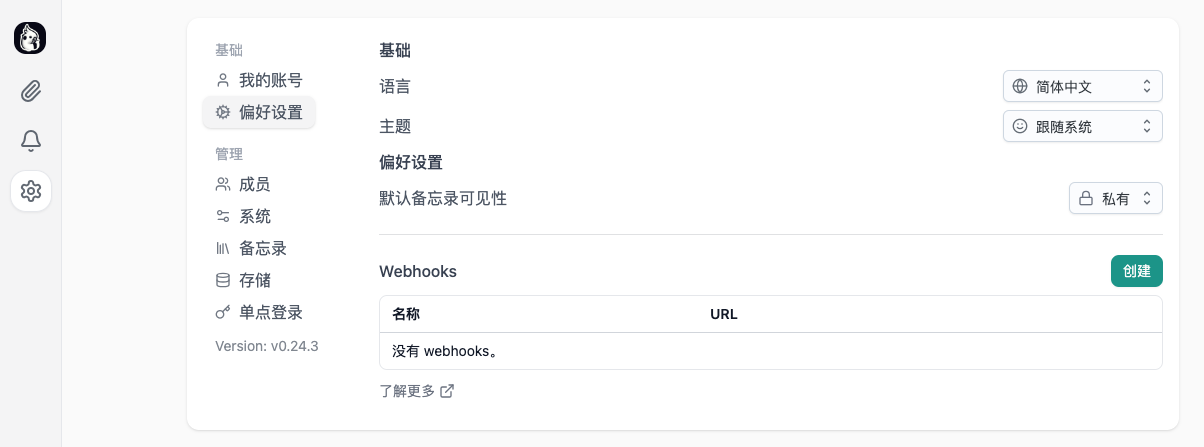 基础
我的账号
偏好设置
管理
成员
系统
备忘录
存储
单点登录
Version: v0.24.3
基础
语言
简体中文
主题
跟随系统
偏好设置
默认备忘录可见性
私有
Webhooks
创建
名称 URL
没有 webhooks。
了解更多